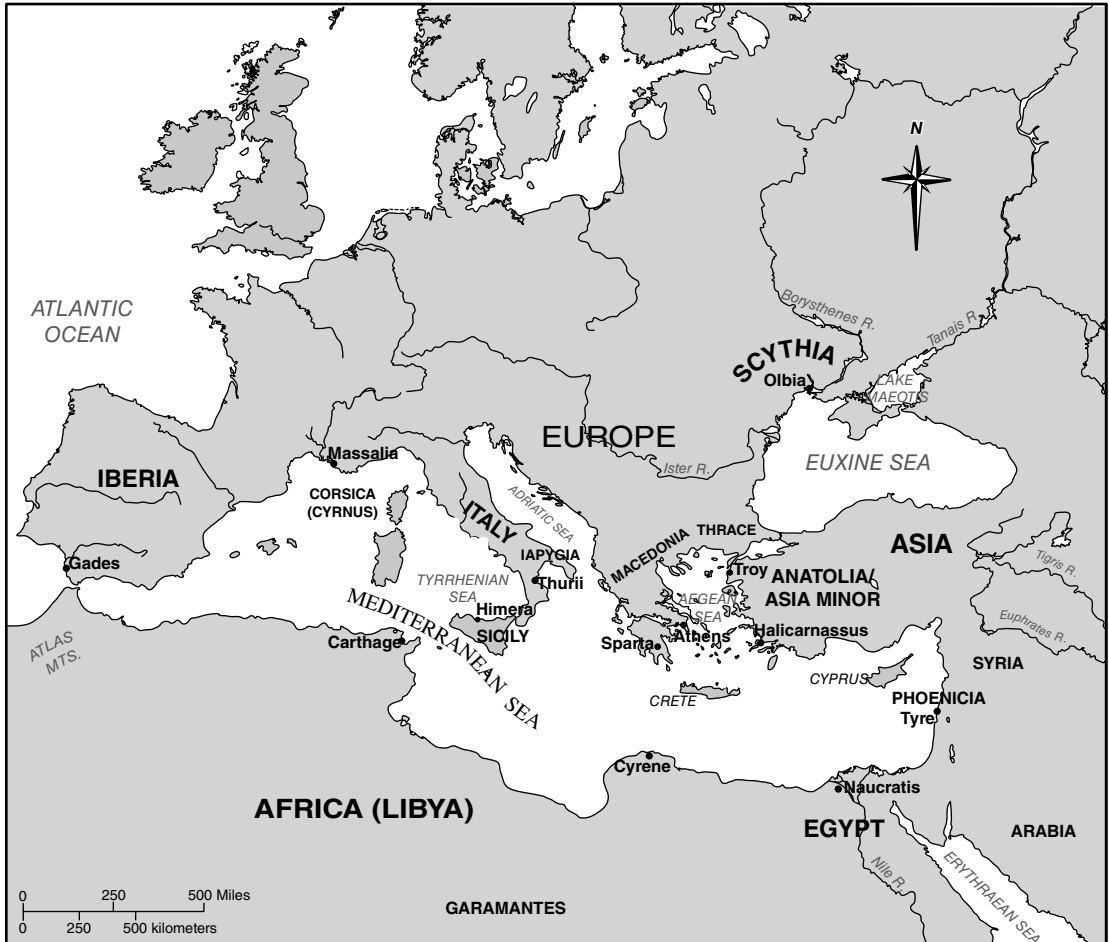 N
ATLANTIC
OCEAN
Borysthenes R.
Tanais R.
SCYTHIA
Olbia
LAKE
MAEOTIS
EUROPE
Massalia
IBERIA
Ister R.
EUXINE SEA
CORSICA
(CYRNUS)
ITALY
ADRIATIC SEA
MACEDONIA
THRACE
ASIA
IAPYGIA
Gades
TYRRHENIAN
SEA
Thurii
Troy
ANATOLIA/
ASIA MINOR
Tigris R.
AEGEAN
SEA
MEDITERRANEAN SEA
Himera
SICILY
Carthage
Sparta
Athens
Halicarnassus
Euphrates R.
ATLAS
MTS.
SYRIA
CYPRUS
CRETE
PHOENICIA
Tyre
Cyrene
Naucratis
AFRICA (LIBYA)
EGYPT
ARABIA
Nile R.
ERYTHRAEAN SEA
GARAMANTES
0 250 500 Miles
0 250 500 kilometers